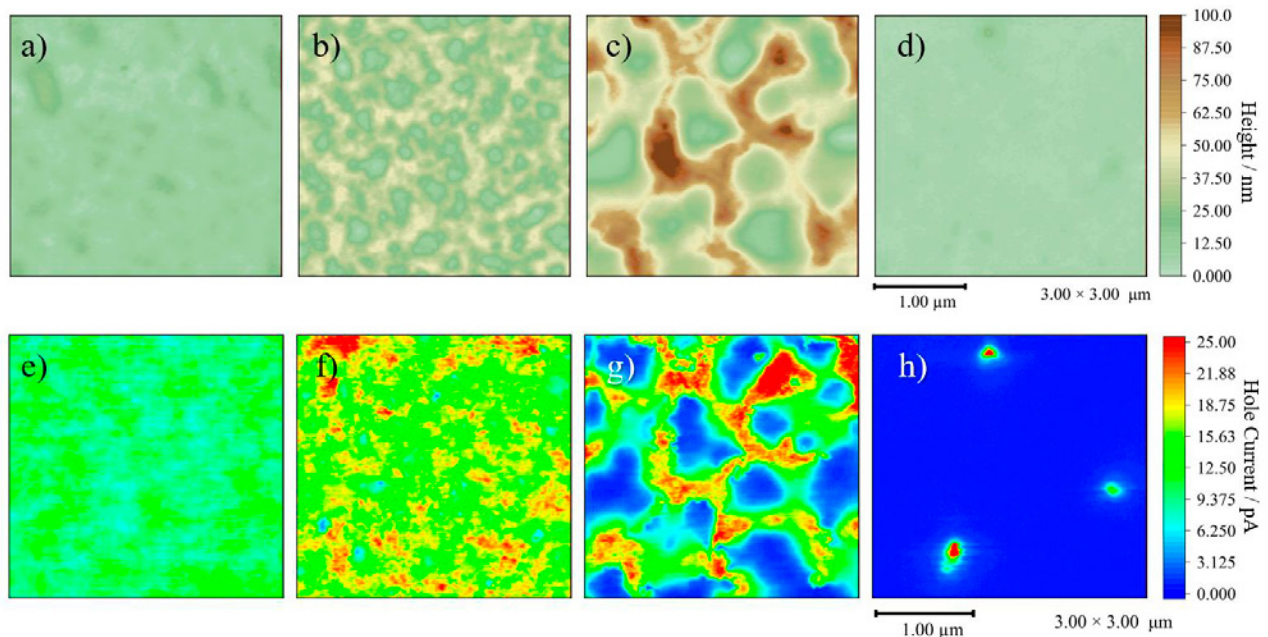 a)
b)
c)
d)
100.0
87.50
75.00
62.50
50.00
37.50
25.00
12.50
0.000
Height / nm
1.00 µm
3.00 × 3.00 µm
e)
f)
g)
h)
25.00
21.88
18.75
15.63
12.50
9.375
6.250
3.125
0.000
Hole Current / pA
1.00 µm
3.00 × 3.00 µm